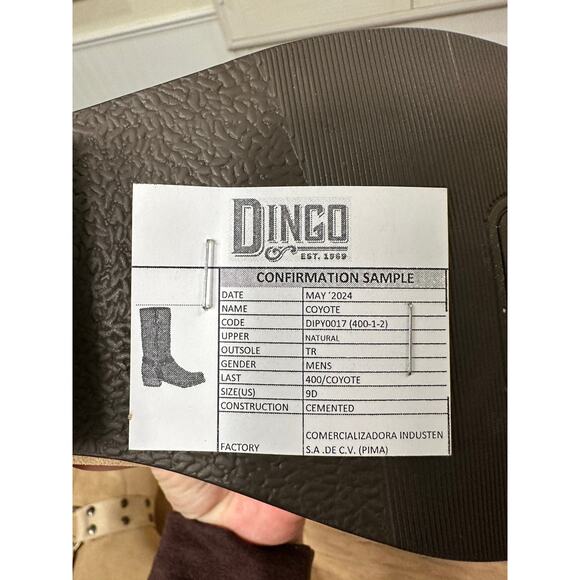 DINGO
EST. 1969
CONFIRMATION SAMPLE
DATE MAY ´2024
NAME COYOTE
CODE DIPY0017 (400-1-2)
UPPER NATURAL
OUTSOLE TR
GENDER MENS
LAST 400/COYOTE
SIZE(US) 9D
CONSTRUCTION CEMENTED
FACTORY COMERCIALIZADORA INDUSTEN
S.A .DE C.V. (PIMA)